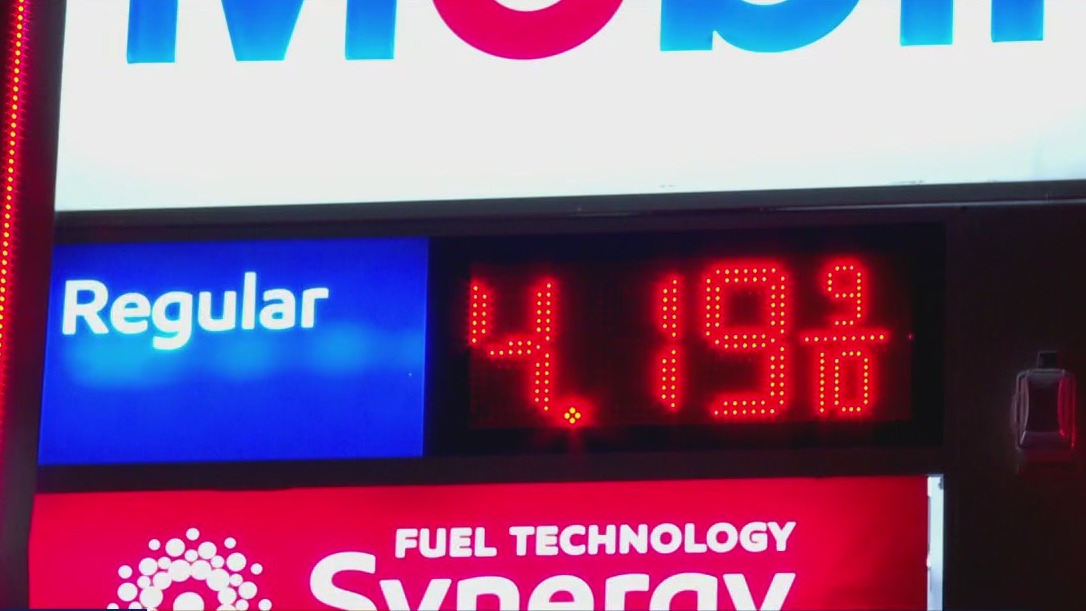 Mobil
Regular
4.19 9/10
FUEL TECHNOLOGY
Synergy